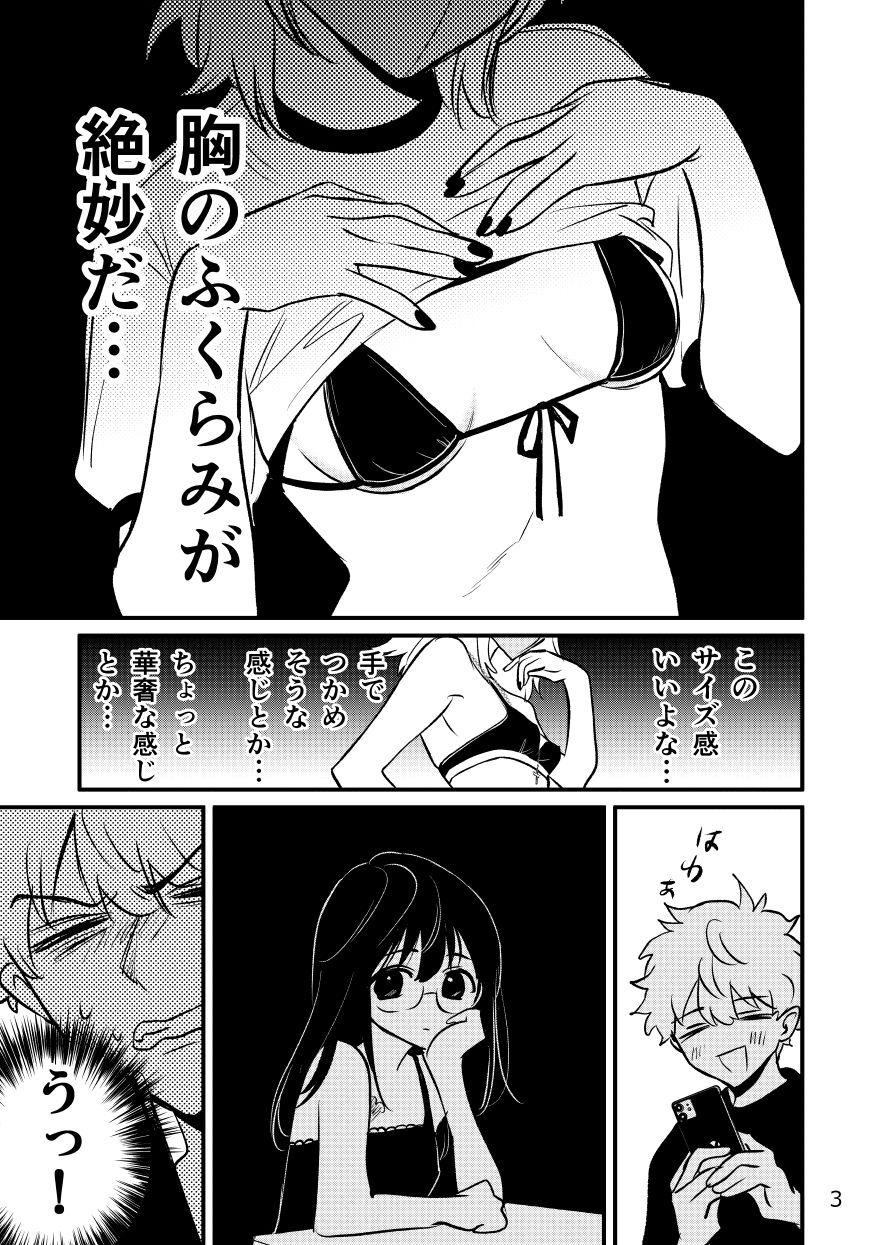 胸のふくらみが
絶妙だ…
この
サイズ感
いいよな…
手で
つかめ
そうな
感じとか…
ちょっと
華奢な感じ
とか…
はわぁ
うっ！
3